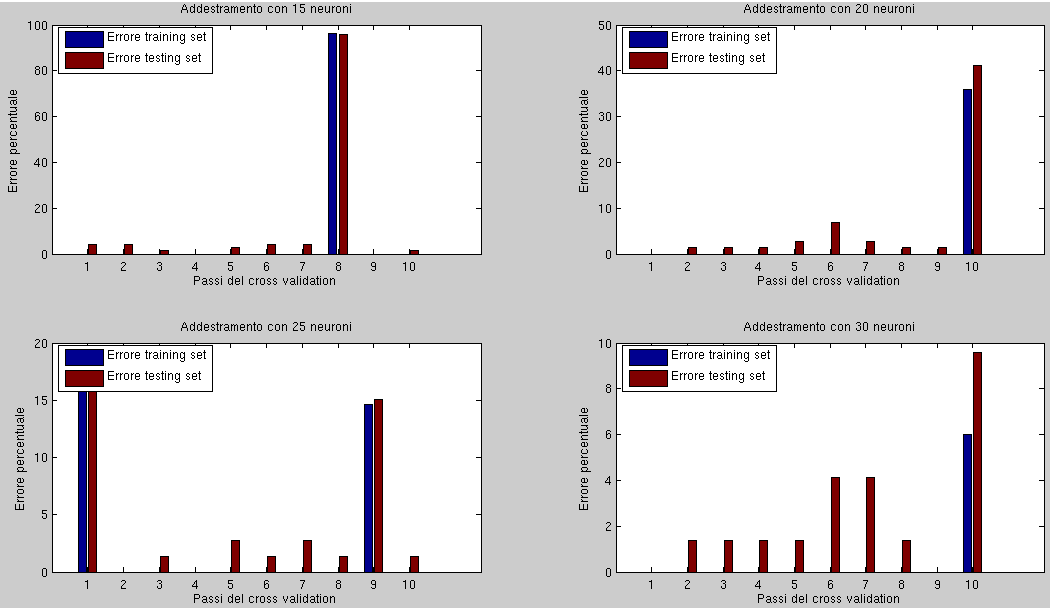 Addestramento con 15 neuroni
100
80
60
40
20
0
Errore percentuale
Errore training set
Errore testing set
1 2 3 4 5 6 7 8 9 10
Passi del cross validation
Addestramento con 20 neuroni
50
40
30
20
10
0
Errore percentuale
Errore training set
Errore testing set
1 2 3 4 5 6 7 8 9 10
Passi del cross validation
Addestramento con 25 neuroni
20
15
10
5
0
Errore percentuale
Errore training set
Errore testing set
1 2 3 4 5 6 7 8 9 10
Passi del cross validation
Addestramento con 30 neuroni
10
8
6
4
2
0
Errore percentuale
Errore training set
Errore testing set
1 2 3 4 5 6 7 8 9 10
Passi del cross validation